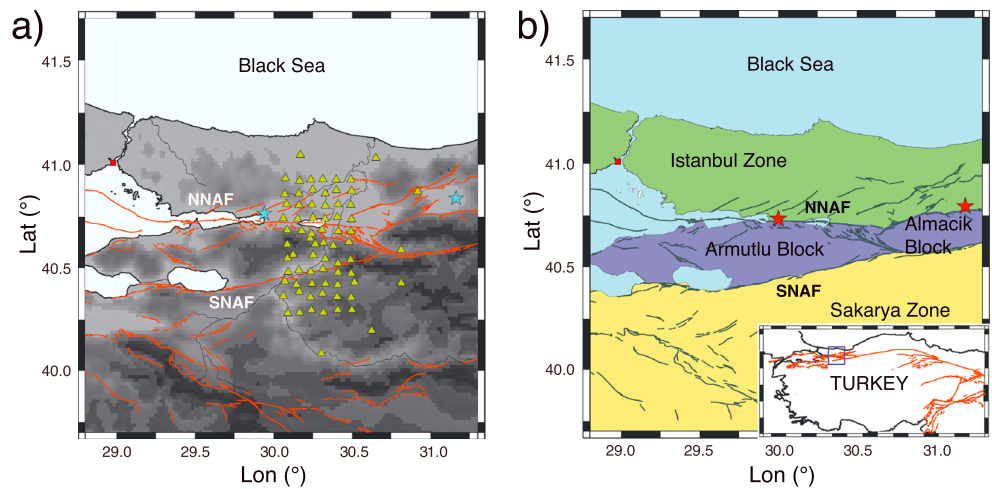 a)
Lat (°)
41.5
41.0
40.5
40.0
Black Sea
NNAF
SNAF
29.0 29.5 30.0 30.5 31.0
Lon (°)
b)
Lat (°)
41.5
41.0
40.5
40.0
Black Sea
Istanbul Zone
NNAF
Armutlu Block
Almacik
Block
SNAF
Sakarya Zone
TURKEY
29.0 29.5 30.0 30.5 31.0
Lon (°)